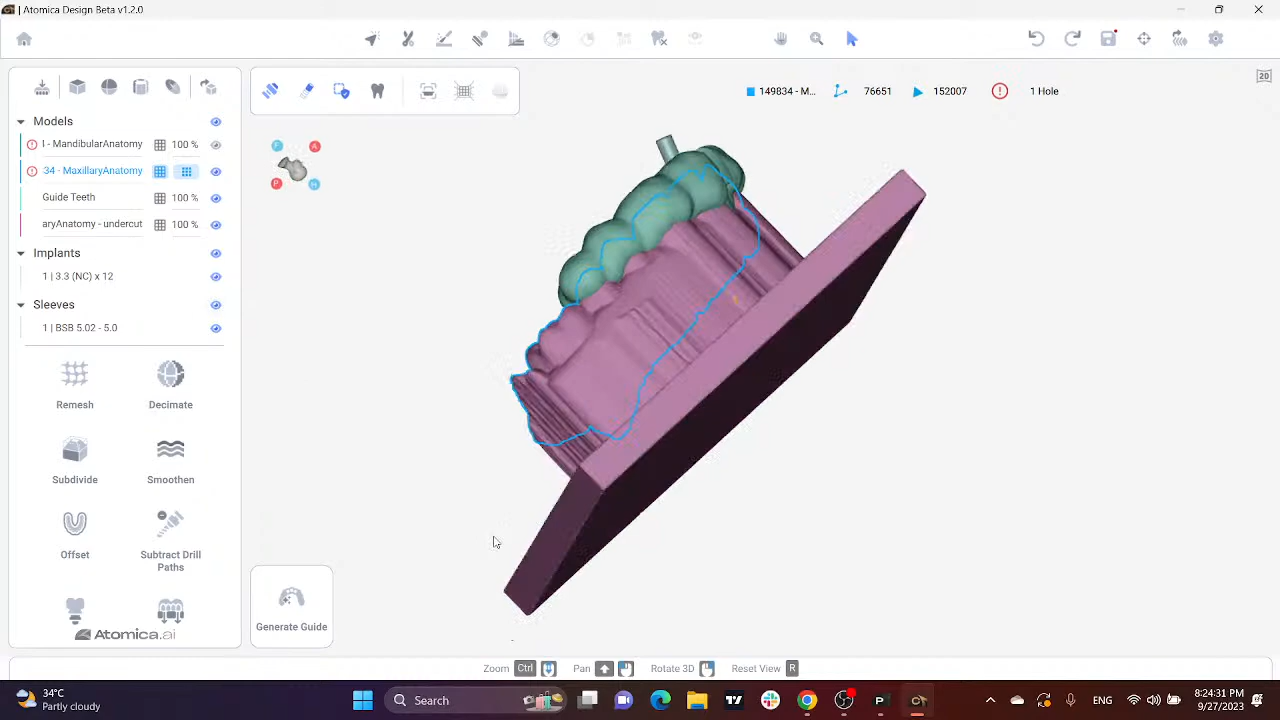 Atomica Design Beta v1.2.0
20
149834 - M...
76651
152007
1 Hole
Models
I - MandibularAnatomy
100 %
34 - MaxillaryAnatomy
Guide Teeth
100 %
aryAnatomy - undercut
100 %
Implants
1 | 3.3 (NC) x 12
Sleeves
1 | BSB 5.02 - 5.0
F
A
P
H
Remesh
Decimate
Subdivide
Smoothen
Offset
Subtract Drill
Paths
Atomica.ai
Generate Guide
Zoom Ctrl Pan Rotate 3D Reset View R
34°C
Partly cloudy
Search
P
ENG
8:24:31 PM
9/27/2023